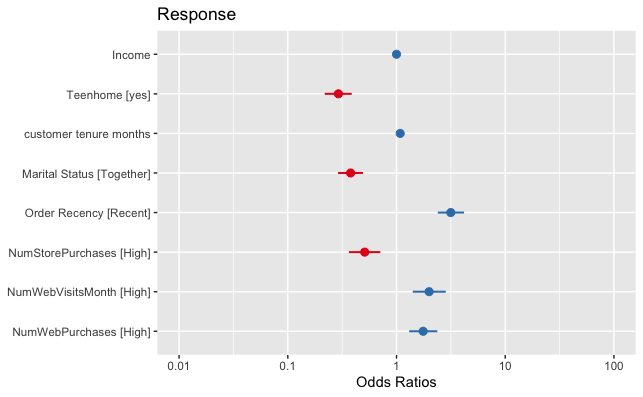 Response
Income
Teenhome [yes]
customer tenure months
Marital Status [Together]
Order Recency [Recent]
NumStorePurchases [High]
NumWebVisitsMonth [High]
NumWebPurchases [High]
0.01 0.1 1 10 100
Odds Ratios